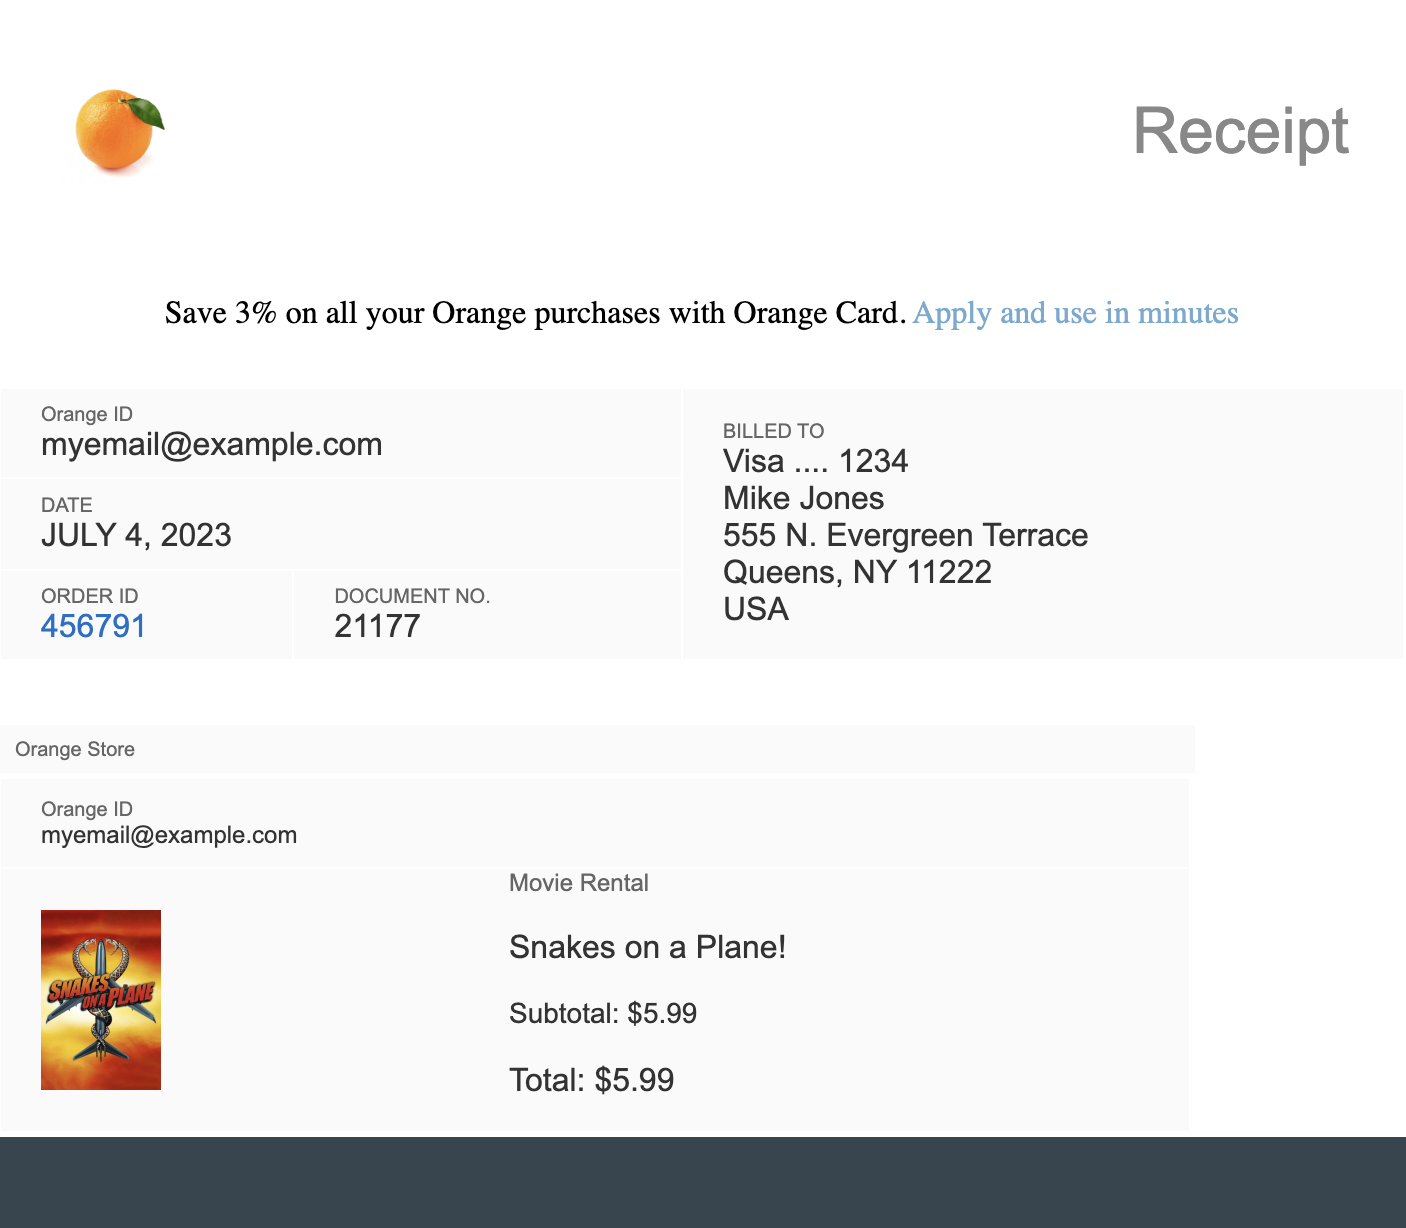 Receipt
Save 3% on all your Orange purchases with Orange Card. Apply and use in minutes
Orange ID
myemail@example.com
DATE
JULY 4, 2023
ORDER ID
456791
DOCUMENT NO.
21177
BILLED TO
Visa .... 1234
Mike Jones
555 N. Evergreen Terrace
Queens, NY 11222
USA
Orange Store
Orange ID
myemail@example.com
SNAKES
ON A PLANE
Movie Rental
Snakes on a Plane!
Subtotal: $5.99
Total: $5.99